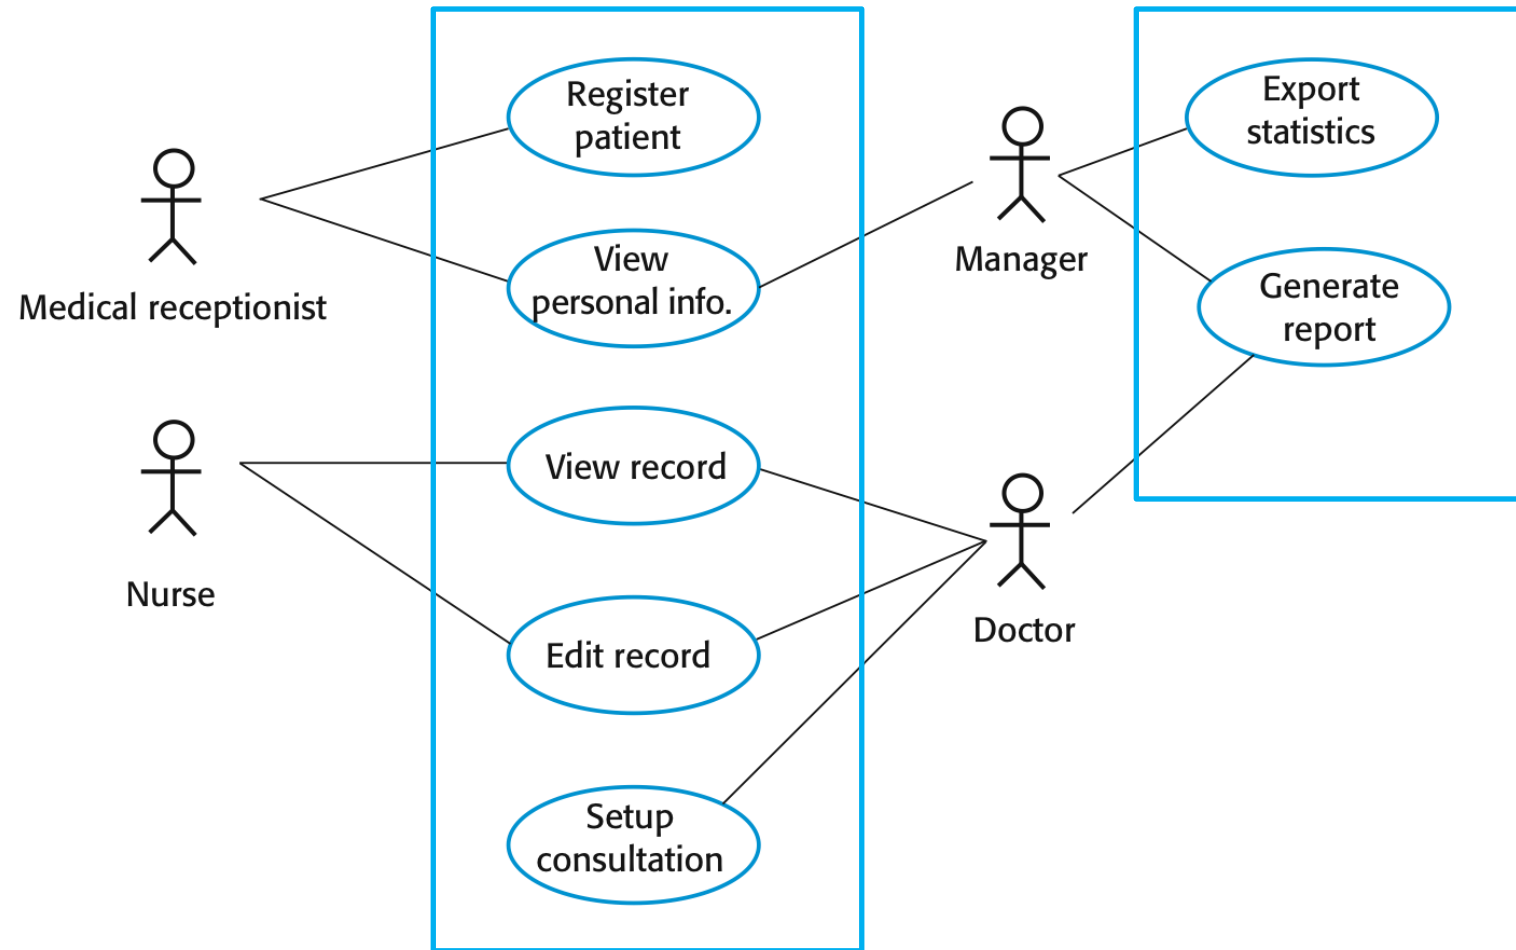 Register
patient
Export
statistics
Medical receptionist
View
personal info.
Manager
Generate
report
Nurse
View record
Doctor
Edit record
Setup
consultation